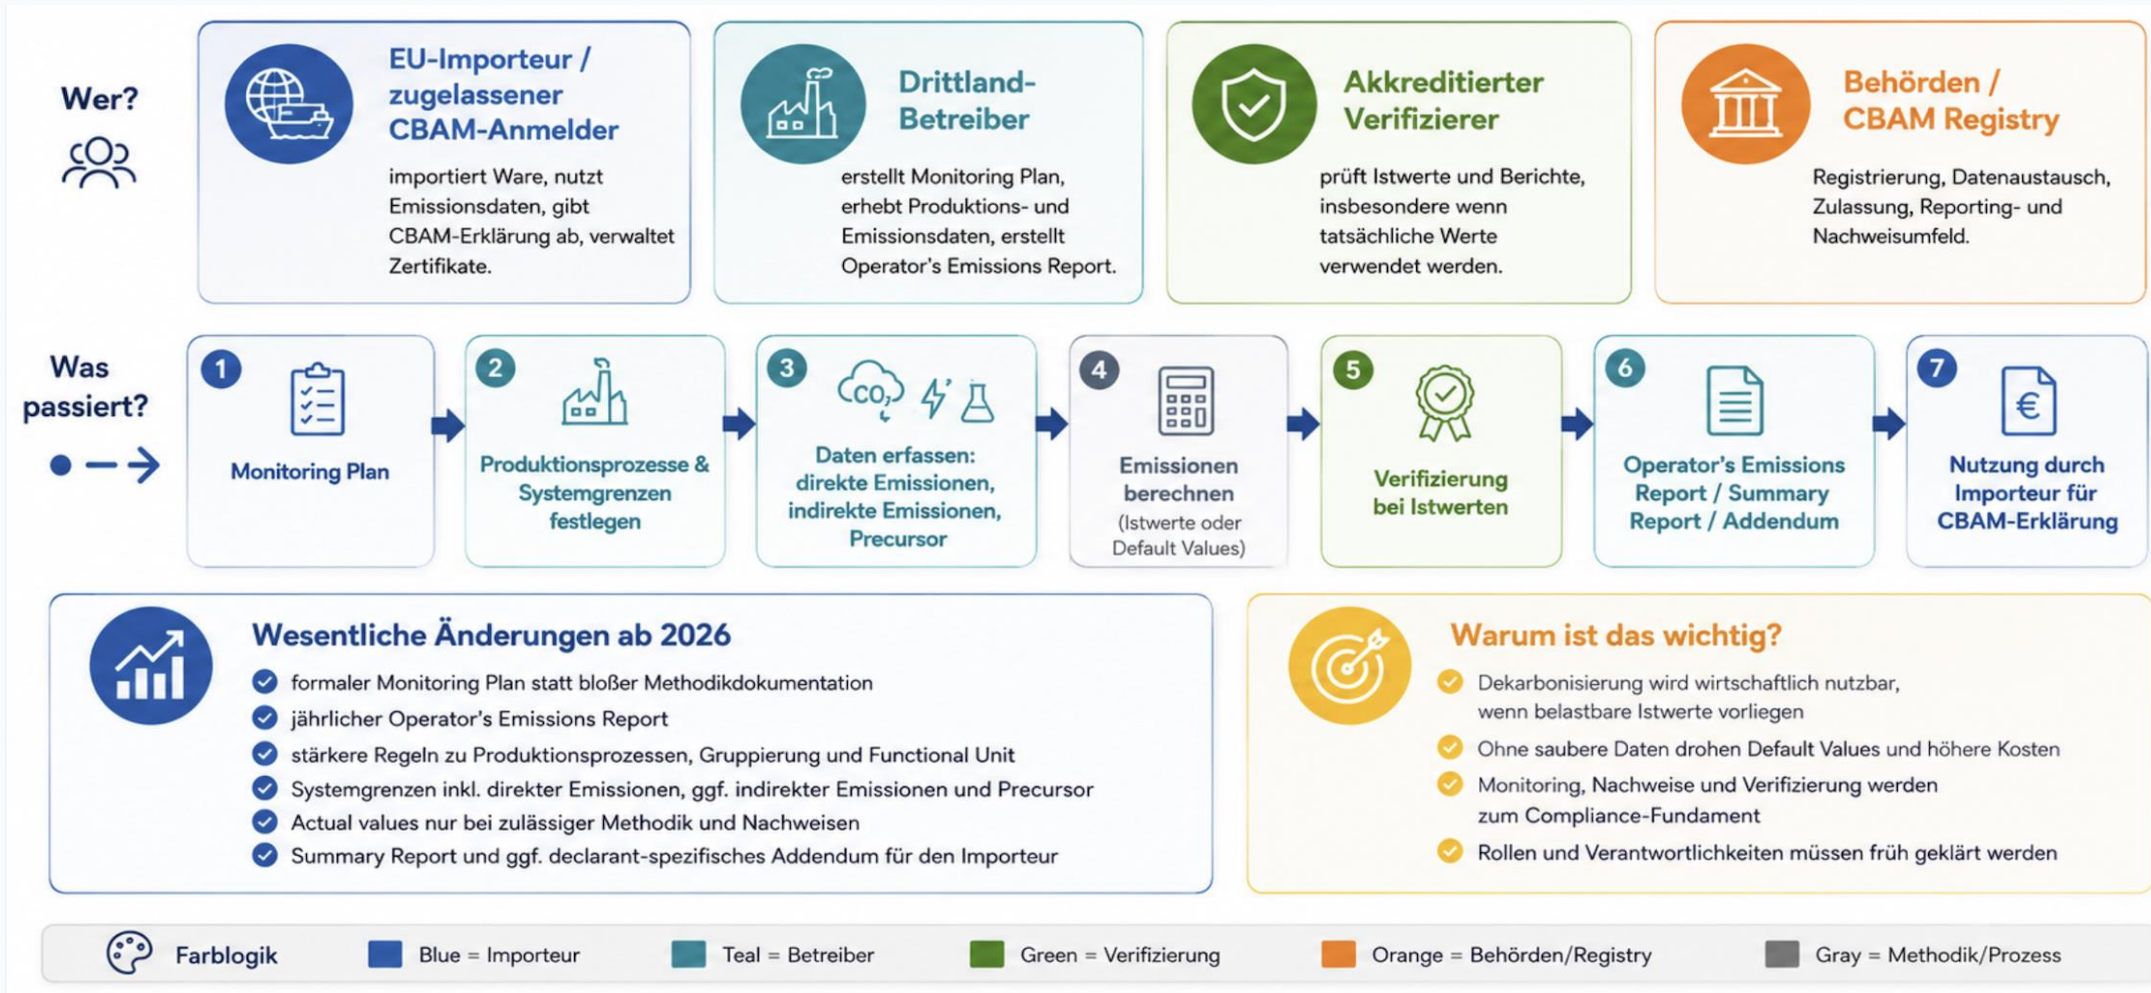 Wer?
EU-Importeur /
zugelassener
CBAM-Anmelder
importiert Ware, nutzt
Emissionsdaten, gibt
CBAM-Erklärung ab, verwaltet
Zertifikate.
Drittland-
Betreiber
erstellt Monitoring Plan,
erhebt Produktions- und
Emissionsdaten, erstellt
Operator's Emissions Report.
Akkreditierter
Verifizierer
prüft Istwerte und Berichte,
insbesondere wenn
tatsächliche Werte
verwendet werden.
Behörden /
CBAM Registry
Registrierung, Datenaustausch,
Zulassung, Reporting- und
Nachweisumfeld.
Was
passiert?
1
Monitoring Plan
2
Produktionsprozesse &
Systemgrenzen
festlegen
3
CO₂
Daten erfassen:
direkte Emissionen,
indirekte Emissionen,
Precursor
4
Emissionen
berechnen
(Istwerte oder
Default Values)
5
Verifizierung
bei Istwerten
6
Operator's Emissions
Report / Summary
Report / Addendum
7
€
Nutzung durch
Importeur für
CBAM-Erklärung
Wesentliche Änderungen ab 2026
formaler Monitoring Plan statt bloßer Methodikdokumentation
jährlicher Operator's Emissions Report
stärkere Regeln zu Produktionsprozessen, Gruppierung und Functional Unit
Systemgrenzen inkl. direkter Emissionen, ggf. indirekter Emissionen und Precursor
Actual values nur bei zulässiger Methodik und Nachweisen
Summary Report und ggf. declarant-spezifisches Addendum für den Importeur
Warum ist das wichtig?
Dekarbonisierung wird wirtschaftlich nutzbar,
wenn belastbare Istwerte vorliegen
Ohne saubere Daten drohen Default Values und höhere Kosten
Monitoring, Nachweise und Verifizierung werden
zum Compliance-Fundament
Rollen und Verantwortlichkeiten müssen früh geklärt werden
Farblogik
Blue = Importeur
Teal = Betreiber
Green = Verifizierung
Orange = Behörden/Registry
Gray = Methodik/Prozess